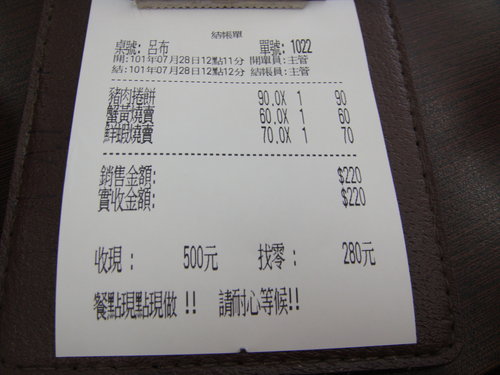 結帳單
桌號: 呂布 單號: 1022
開:101年07月28日12點11分 開單員:主管
結:101年07月28日12點12分 結帳員:主管
豬肉捲餅 90.0X 1 90
蟹黃燒賣 60.0X 1 60
鮮蝦燒賣 70.0X 1 70
銷售金額: $220
實收金額: $220
收現 : 500元 找零 : 280元
餐點現點現做 !! 請耐心等候!!